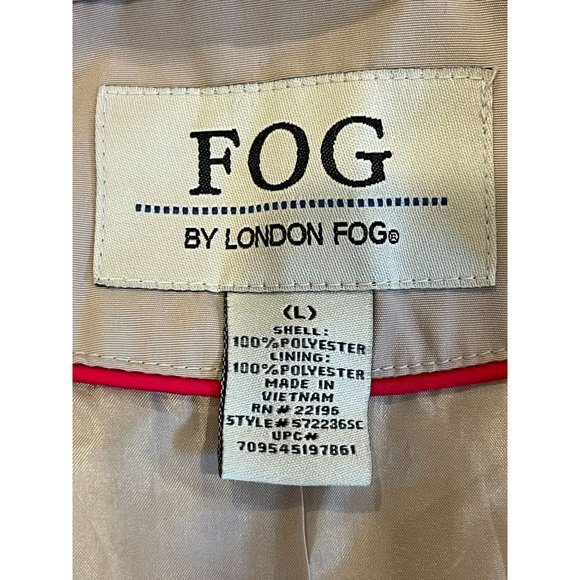 FOG
BY LONDON FOG®
(L)
SHELL:
100%POLYESTER
LINING:
100%POLYESTER
MADE IN
VIETNAM
RN# 22196
STYLE# 572236SC
UPC#
709545197861